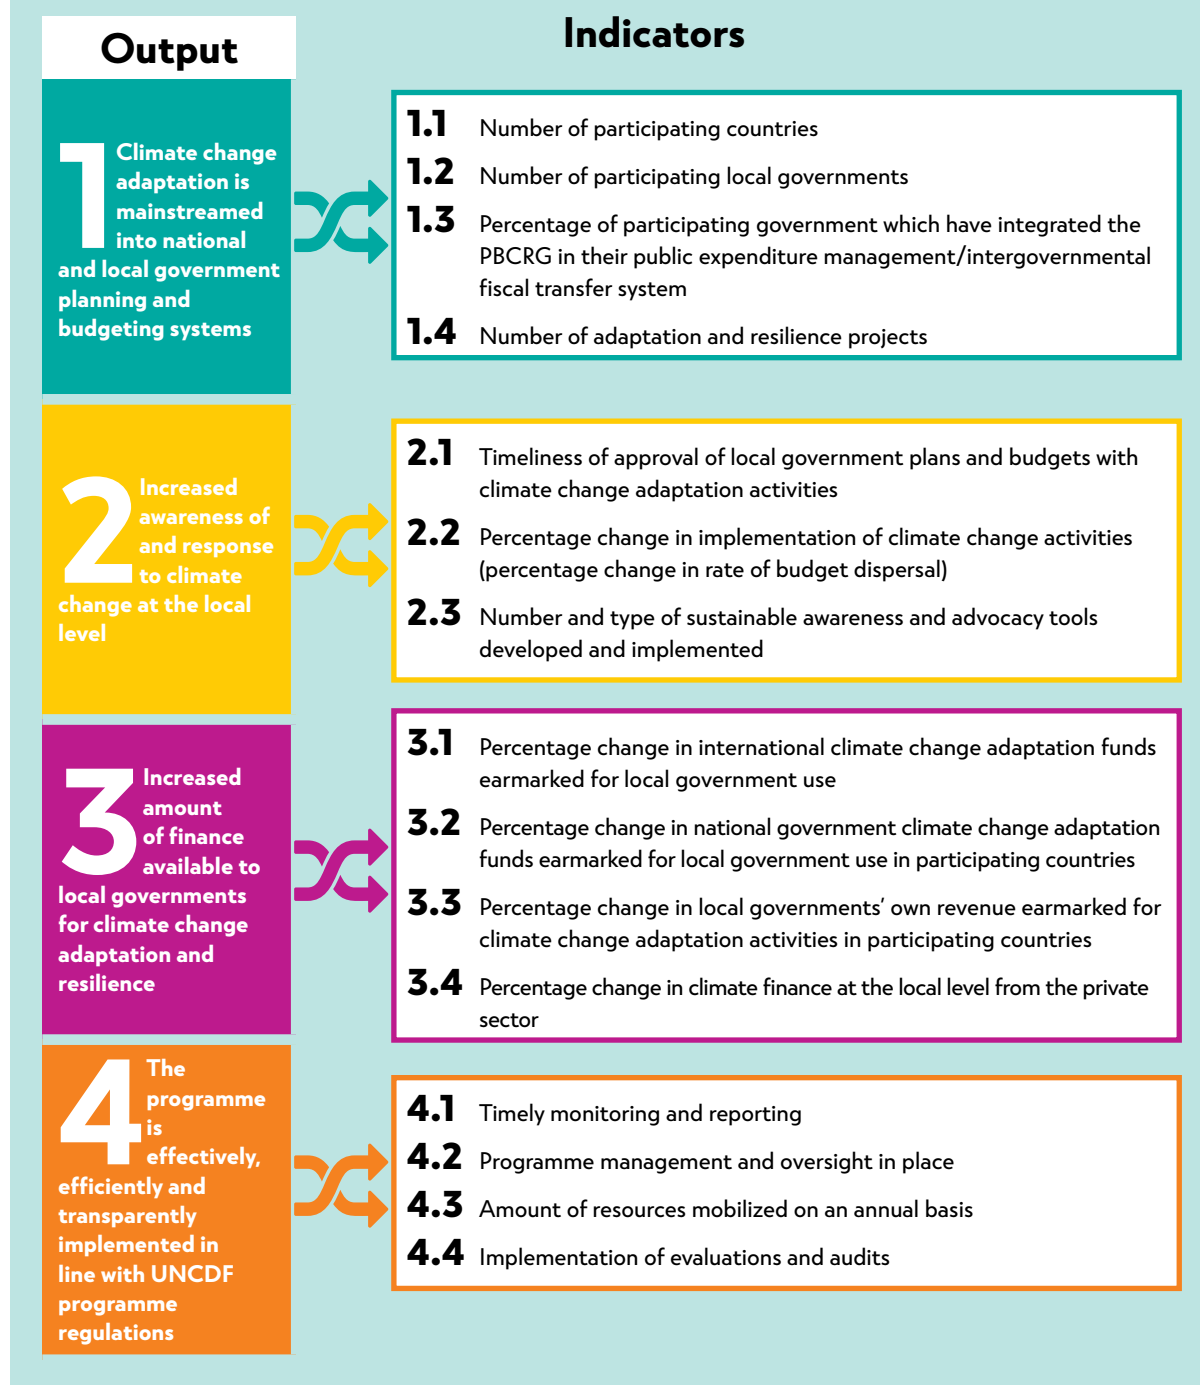 Output
Indicators
1 Climate change
adaptation is
mainstreamed
into national
and local government
planning and
budgeting systems
1.1 Number of participating countries
1.2 Number of participating local governments
1.3 Percentage of participating government which have integrated the
PBCRG in their public expenditure management/intergovernmental
fiscal transfer system
1.4 Number of adaptation and resilience projects
2 Increased
awareness of
and response
to climate
change at the local
level
2.1 Timeliness of approval of local government plans and budgets with
climate change adaptation activities
2.2 Percentage change in implementation of climate change activities
(percentage change in rate of budget dispersal)
2.3 Number and type of sustainable awareness and advocacy tools
developed and implemented
3 Increased
amount
of finance
available to
local governments
for climate change
adaptation and
resilience
3.1 Percentage change in international climate change adaptation funds
earmarked for local government use
3.2 Percentage change in national government climate change adaptation
funds earmarked for local government use in participating countries
3.3 Percentage change in local governments’ own revenue earmarked for
climate change adaptation activities in participating countries
3.4 Percentage change in climate finance at the local level from the private
sector
4 The
programme
is
effectively,
efficiently and
transparently
implemented in
line with UNCDF
programme
regulations
4.1 Timely monitoring and reporting
4.2 Programme management and oversight in place
4.3 Amount of resources mobilized on an annual basis
4.4 Implementation of evaluations and audits